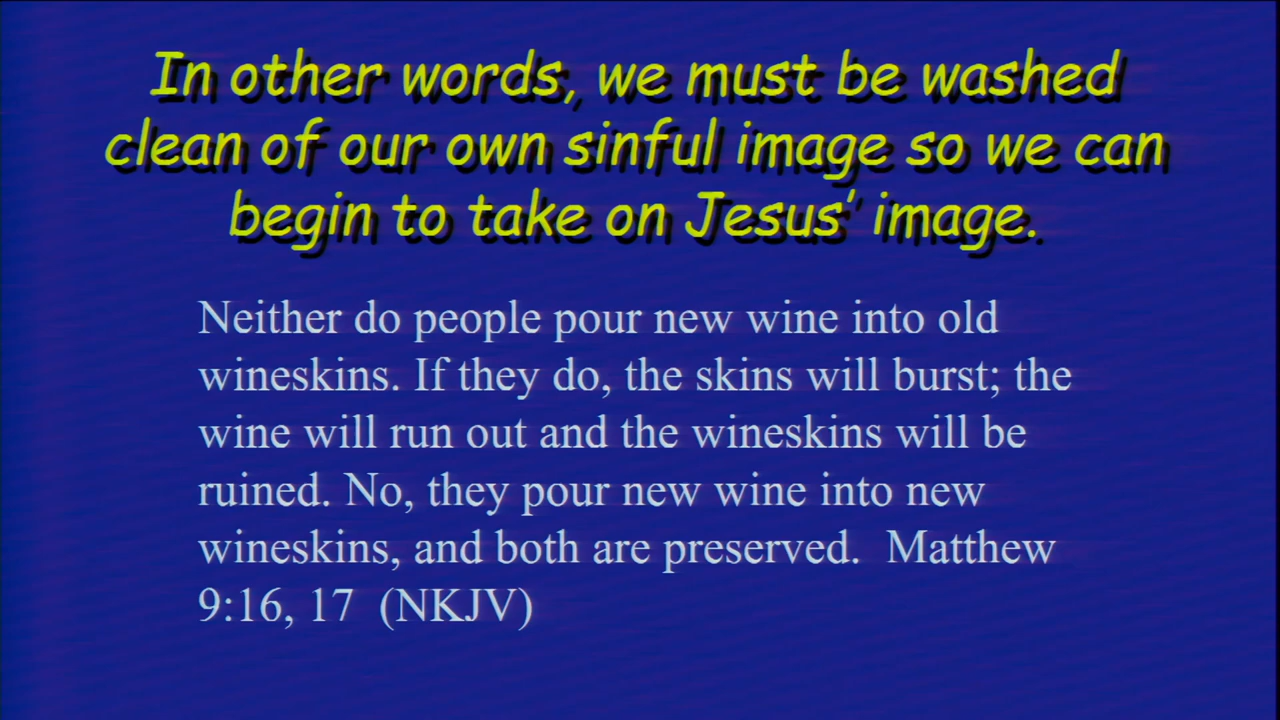 In other words, we must be washed
clean of our own sinful image so we can
begin to take on Jesus’ image.
Neither do people pour new wine into old
wineskins. If they do, the skins will burst; the
wine will run out and the wineskins will be
ruined. No, they pour new wine into new
wineskins, and both are preserved.  Matthew
9:16, 17  (NKJV)